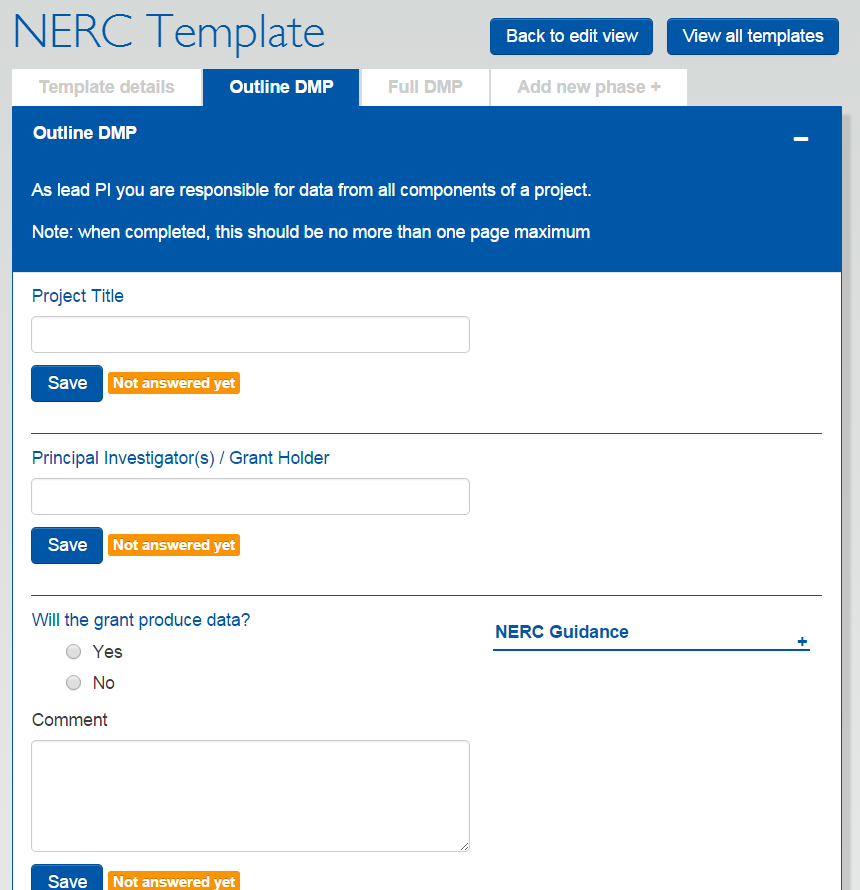 NERC Template
Back to edit view
View all templates
Template details
Outline DMP
Full DMP
Add new phase +
Outline DMP
As lead PI you are responsible for data from all components of a project.
Note: when completed, this should be no more than one page maximum
Project Title
Save
Not answered yet
Principal Investigator(s) / Grant Holder
Save
Not answered yet
Will the grant produce data?
NERC Guidance
+
Yes
No
Comment
Save
Not answered yet